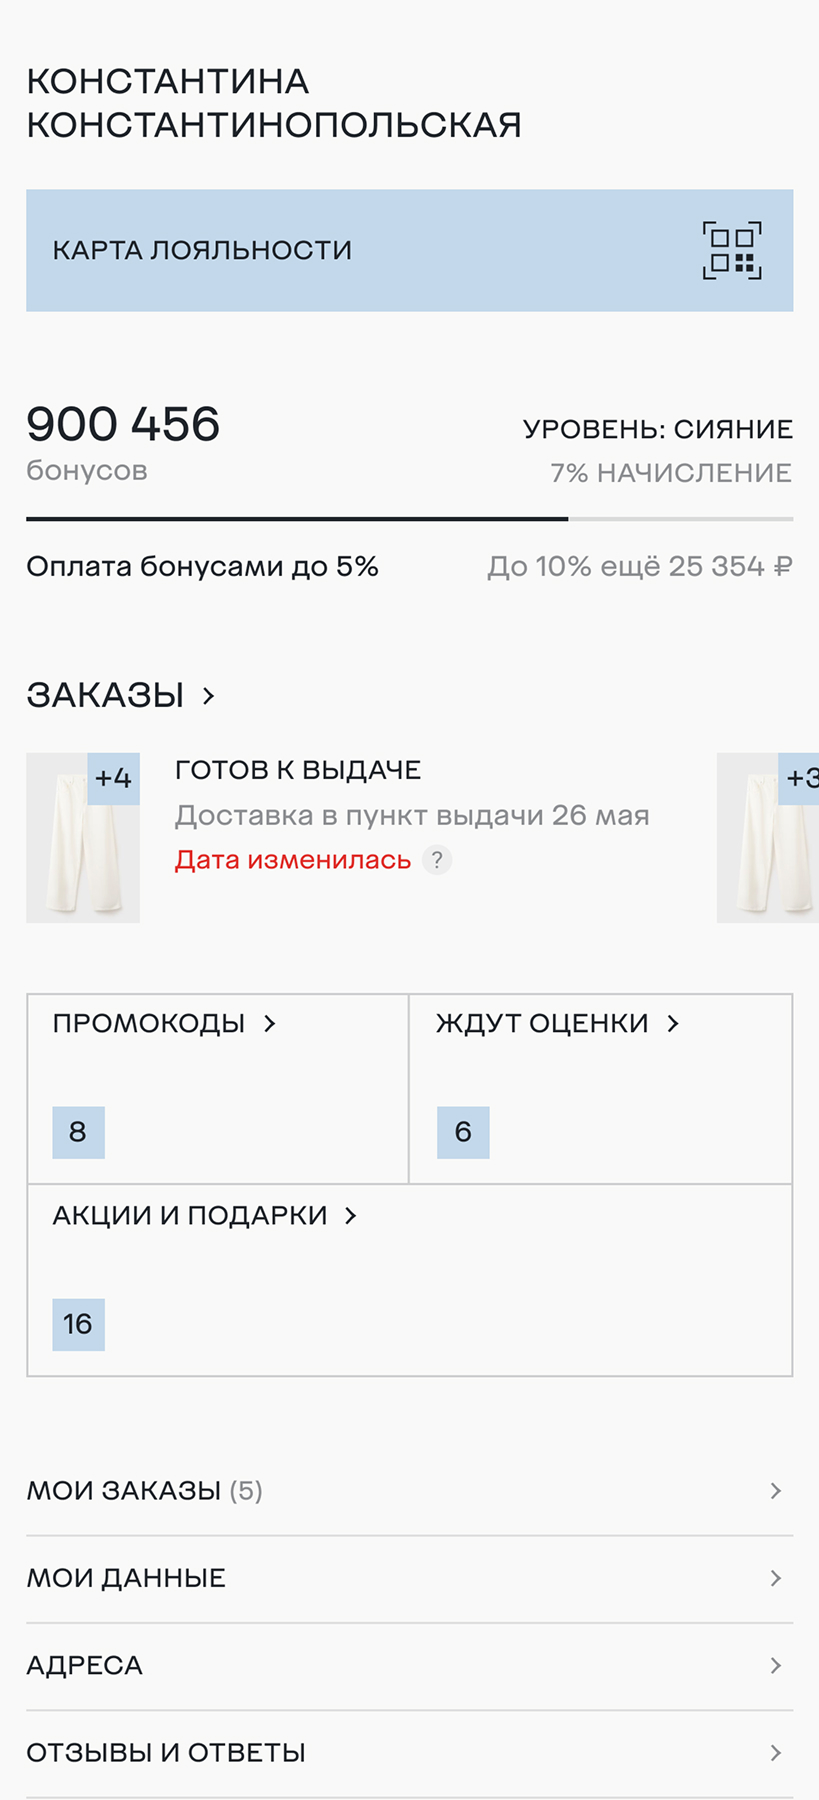 КОНСТАНТИНА
КОНСТАНТИНОПОЛЬСКАЯ
КАРТА ЛОЯЛЬНОСТИ
900 456
бонусов
УРОВЕНЬ: СИЯНИЕ
7% НАЧИСЛЕНИЕ
Оплата бонусами до 5%
До 10% ещё 25 354 ₽
ЗАКАЗЫ >
+4
ГОТОВ К ВЫДАЧЕ
Доставка в пункт выдачи 26 мая
Дата изменилась ?
+3
ПРОМОКОДЫ >
8
ЖДУТ ОЦЕНКИ >
6
АКЦИИ И ПОДАРКИ >
16
МОИ ЗАКАЗЫ (5) >
МОИ ДАННЫЕ >
АДРЕСА >
ОТЗЫВЫ И ОТВЕТЫ >